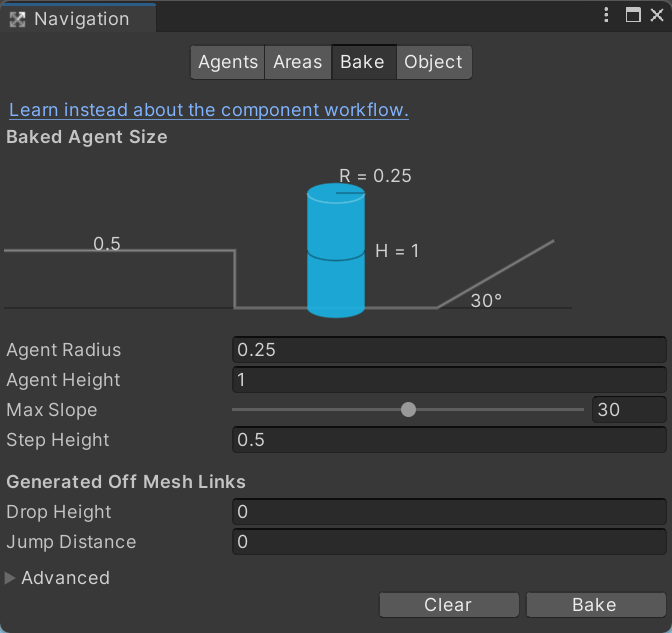 Navigation
Agents Areas Bake Object
Learn instead about the component workflow.
Baked Agent Size
R = 0.25
0.5
H = 1
30°
Agent Radius 0.25
Agent Height 1
Max Slope 30
Step Height 0.5
Generated Off Mesh Links
Drop Height 0
Jump Distance 0
Advanced
Clear Bake